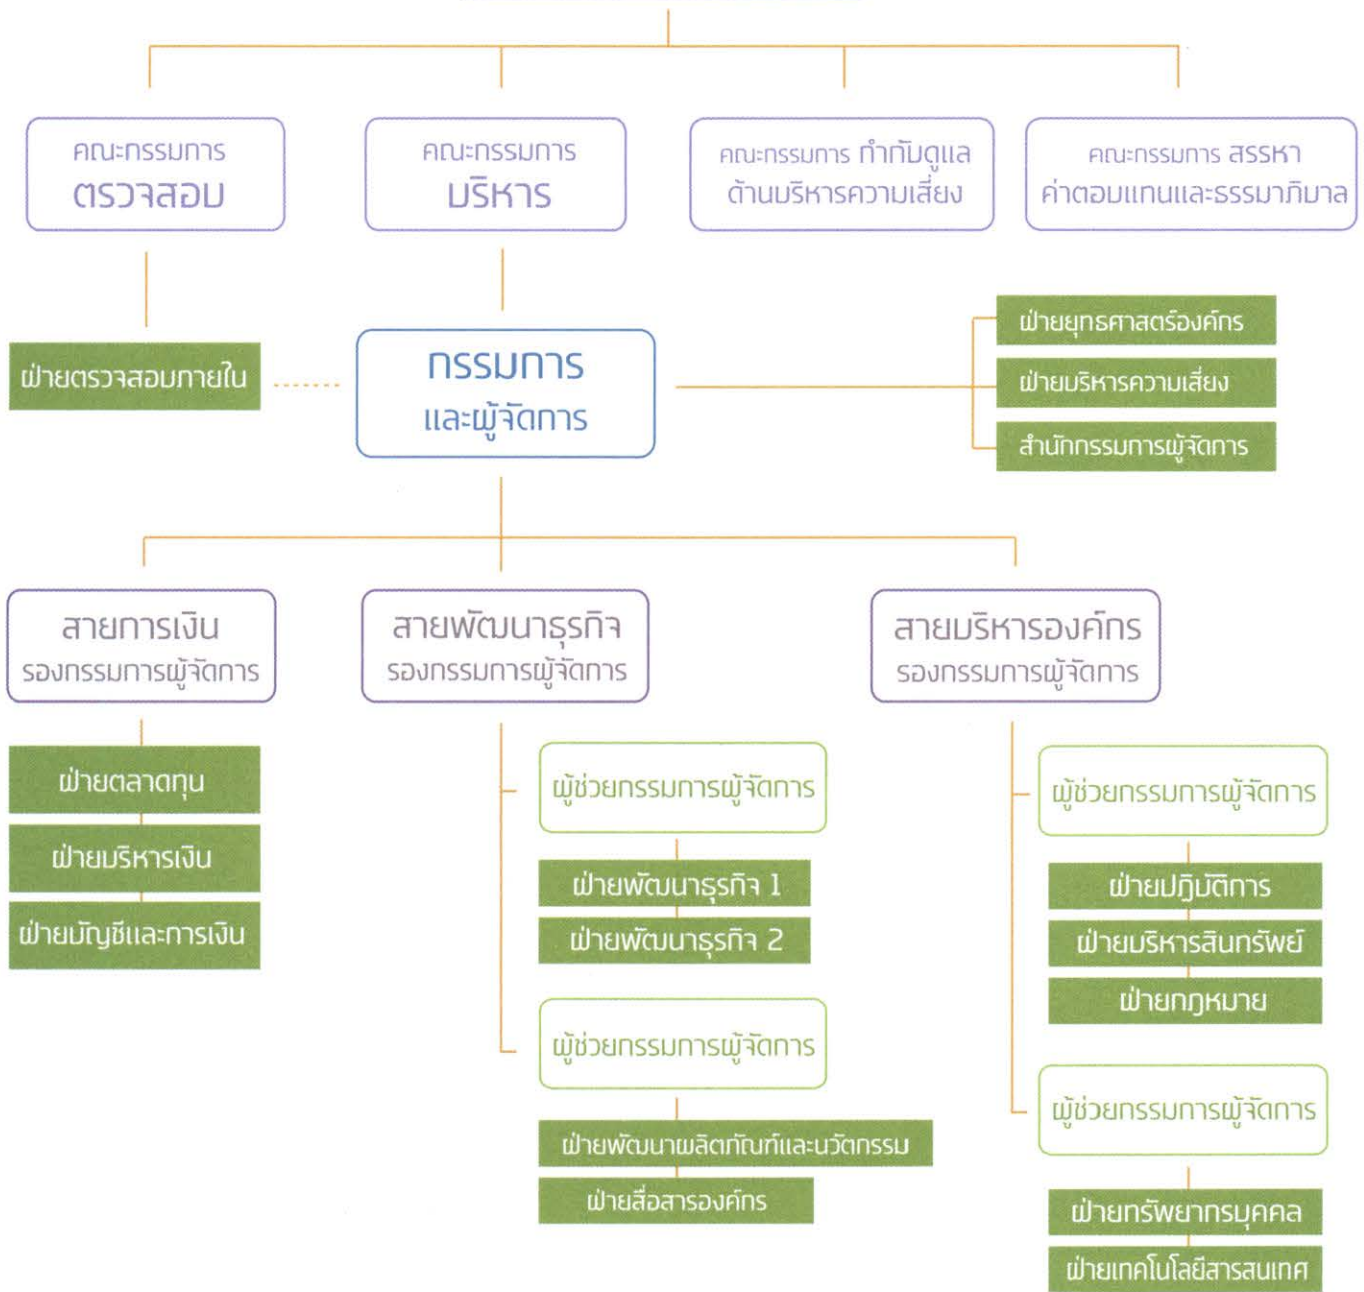 คณะกรรมการ
ตรวจสอบ
คณะกรรมการ
บริหาร
คณะกรรมการ กำกับดูแล
ด้านบริหารความเสี่ยง
คณะกรรมการ สรรหา
ค่าตอบแทนและธรรมาภิบาล
ฝ่ายตรวจสอบภายใน
กรรมการ
และผู้จัดการ
ฝ่ายยุทธศาสตร์องค์กร
ฝ่ายบริหารความเสี่ยง
สำนักกรรมการผู้จัดการ
สายการเงิน
รองกรรมการผู้จัดการ
ฝ่ายตลาดทุน
ฝ่ายบริหารเงิน
ฝ่ายบัญชีและการเงิน
สายพัฒนาธุรกิจ
รองกรรมการผู้จัดการ
ผู้ช่วยกรรมการผู้จัดการ
ฝ่ายพัฒนาธุรกิจ 1
ฝ่ายพัฒนาธุรกิจ 2
ผู้ช่วยกรรมการผู้จัดการ
ฝ่ายพัฒนาผลิตภัณฑ์และนวัตกรรม
ฝ่ายสื่อสารองค์กร
สายบริหารองค์กร
รองกรรมการผู้จัดการ
ผู้ช่วยกรรมการผู้จัดการ
ฝ่ายปฏิบัติการ
ฝ่ายบริหารสินทรัพย์
ฝ่ายกฎหมาย
ผู้ช่วยกรรมการผู้จัดการ
ฝ่ายทรัพยากรบุคคล
ฝ่ายเทคโนโลยีสารสนเทศ